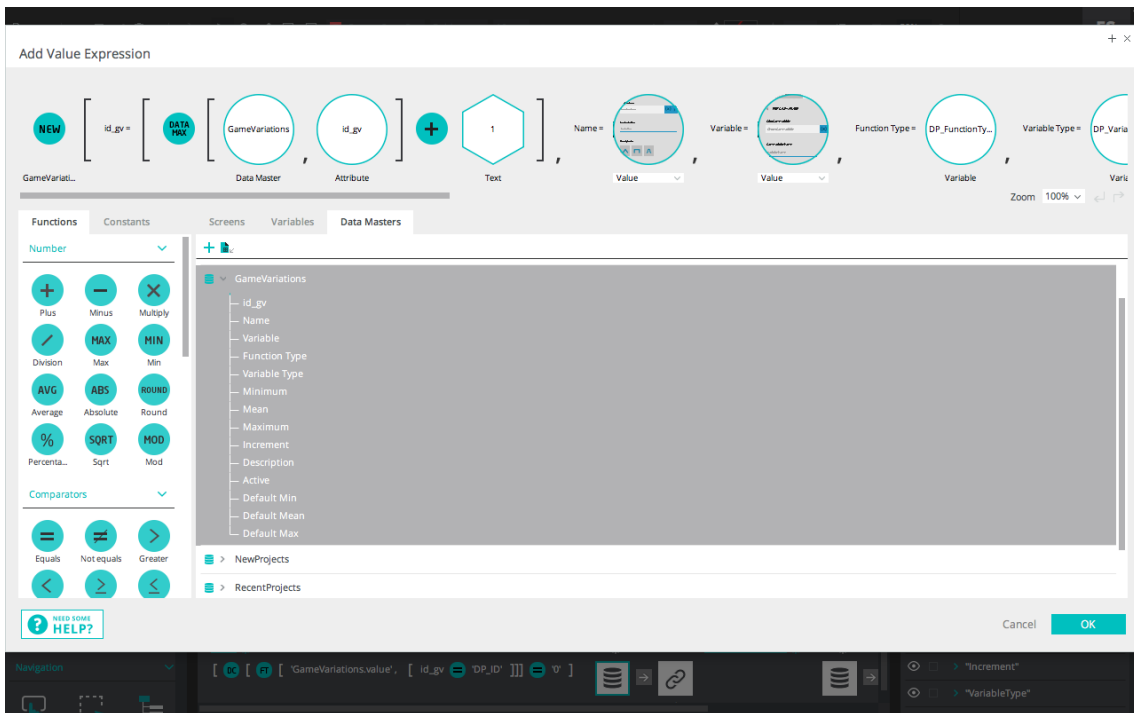 Add Value Expression
NEW
id_gv =
DATA MAX
GameVariations
,
id_gv
+
1
,
Name =
,
Variable =
,
Function Type =
DP_FunctionTy...
,
Variable Type =
DP_Varia
GameVariati...
Data Master
Attribute
Text
Value
Value
Variable
Varia
Zoom 100%
Functions
Constants
Screens
Variables
Data Masters
Number
Plus
Minus
Multiply
MAX
MIN
Division
Max
Min
AVG
ABS
ROUND
Average
Absolute
Round
%
SQRT
MOD
Percenta...
Sqrt
Mod
Comparators
Equals
Not equals
Greater
GameVariations
id_gv
Name
Variable
Function Type
Variable Type
Minimum
Mean
Maximum
Increment
Description
Active
Default Min
Default Mean
Default Max
NewProjects
RecentProjects
? NEED SOME
HELP?
Cancel
OK
Navigation
[ DC [ FT [ 'GameVariations.value', [ id_gv = 'DP_ID' ]]] = '0' ]
"Increment"
"VariableType"